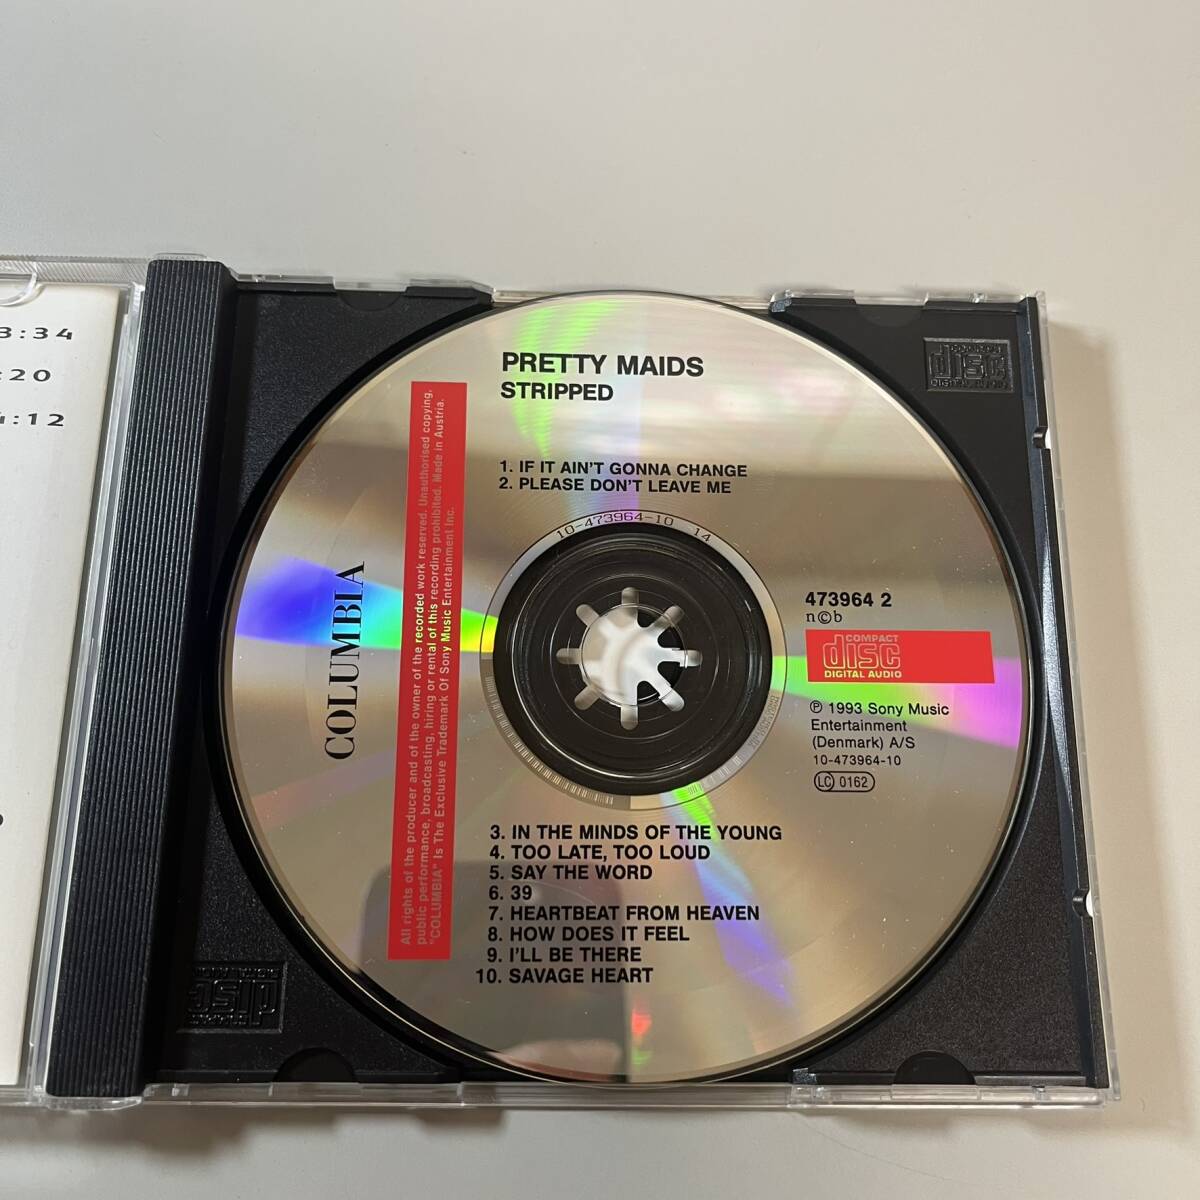 3:34
:20
4:12
PRETTY MAIDS
STRIPPED
1. IF IT AIN'T GONNA CHANGE
2. PLEASE DON'T LEAVE ME
10-473964-10 14
473964 2
n©b
COMPACT
disc
DIGITAL AUDIO
℗ 1993 Sony Music
Entertainment
(Denmark) A/S
10-473964-10
LC 0162
COLUMBIA
All rights of the producer and of the owner of the recorded work reserved. Unauthorised copying,
public performance, broadcasting, hiring or rental of this recording prohibited. Made in Austria.
"COLUMBIA" Is The Exclusive Trademark Of Sony Music Entertainment Inc.
3. IN THE MINDS OF THE YOUNG
4. TOO LATE, TOO LOUD
5. SAY THE WORD
6. 39
7. HEARTBEAT FROM HEAVEN
8. HOW DOES IT FEEL
9. I'LL BE THERE
10. SAVAGE HEART
disc
DIGITAL AUDIO
disc